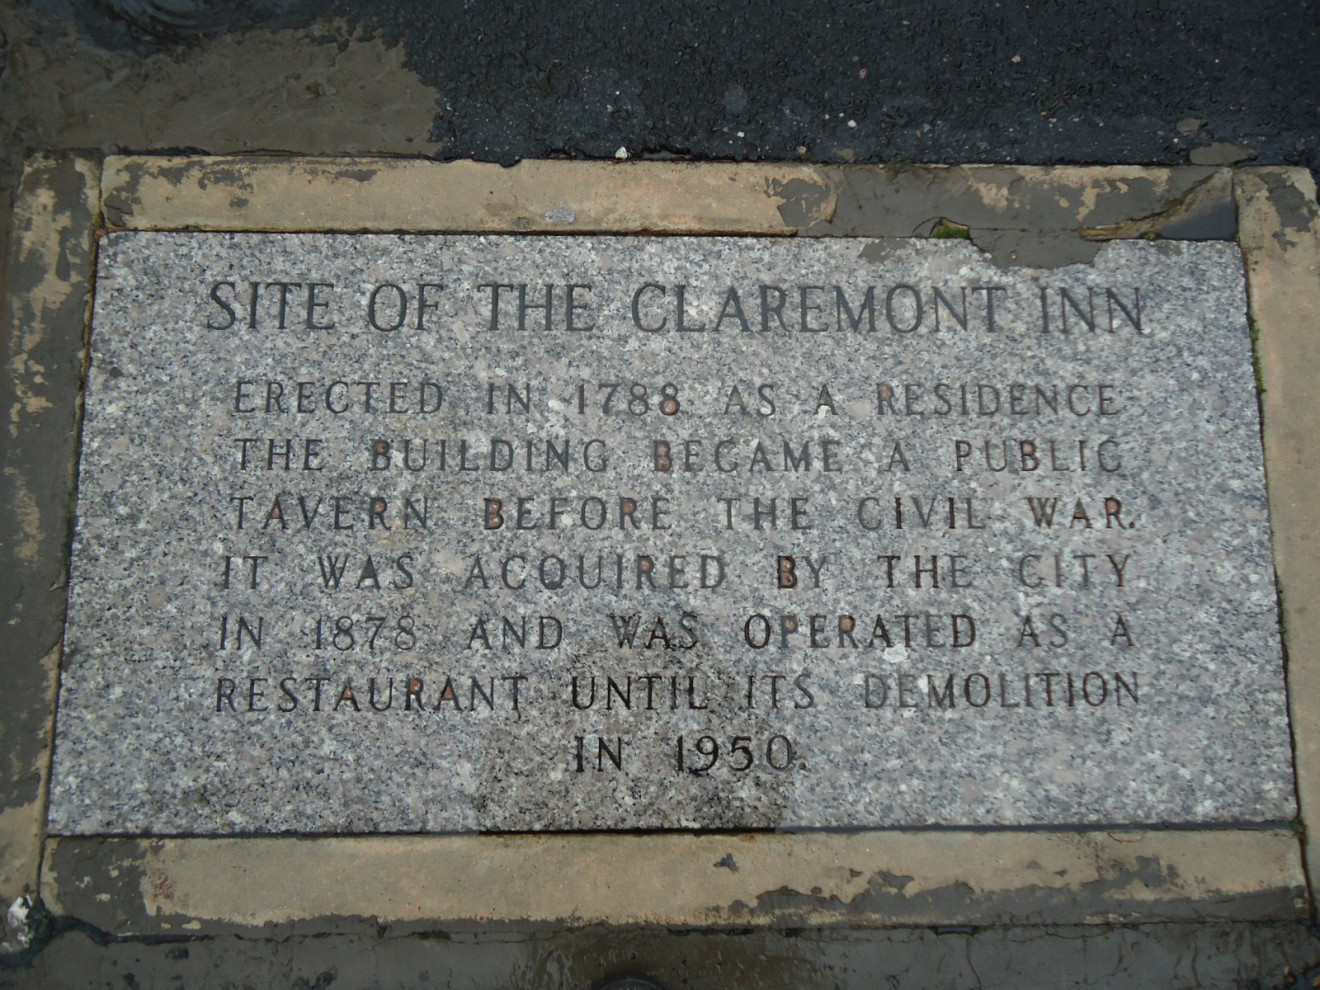 SITE OF THE CLAREMONT INN
ERECTED IN 1788 AS A RESIDENCE
THE BUILDING BECAME A PUBLIC
TAVERN BEFORE THE CIVIL WAR.
IT WAS ACQUIRED BY THE CITY
IN 1878 AND WAS OPERATED AS A
RESTAURANT UNTIL ITS DEMOLITION
IN 1950.